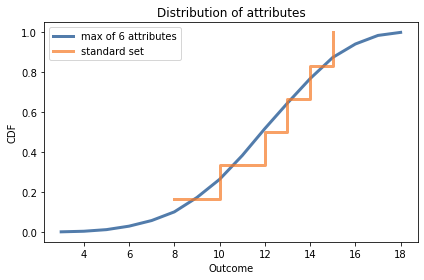 Distribution of attributes
max of 6 attributes
standard set
CDF
1.0
0.8
0.6
0.4
0.2
0.0
4 6 8 10 12 14 16 18
Outcome